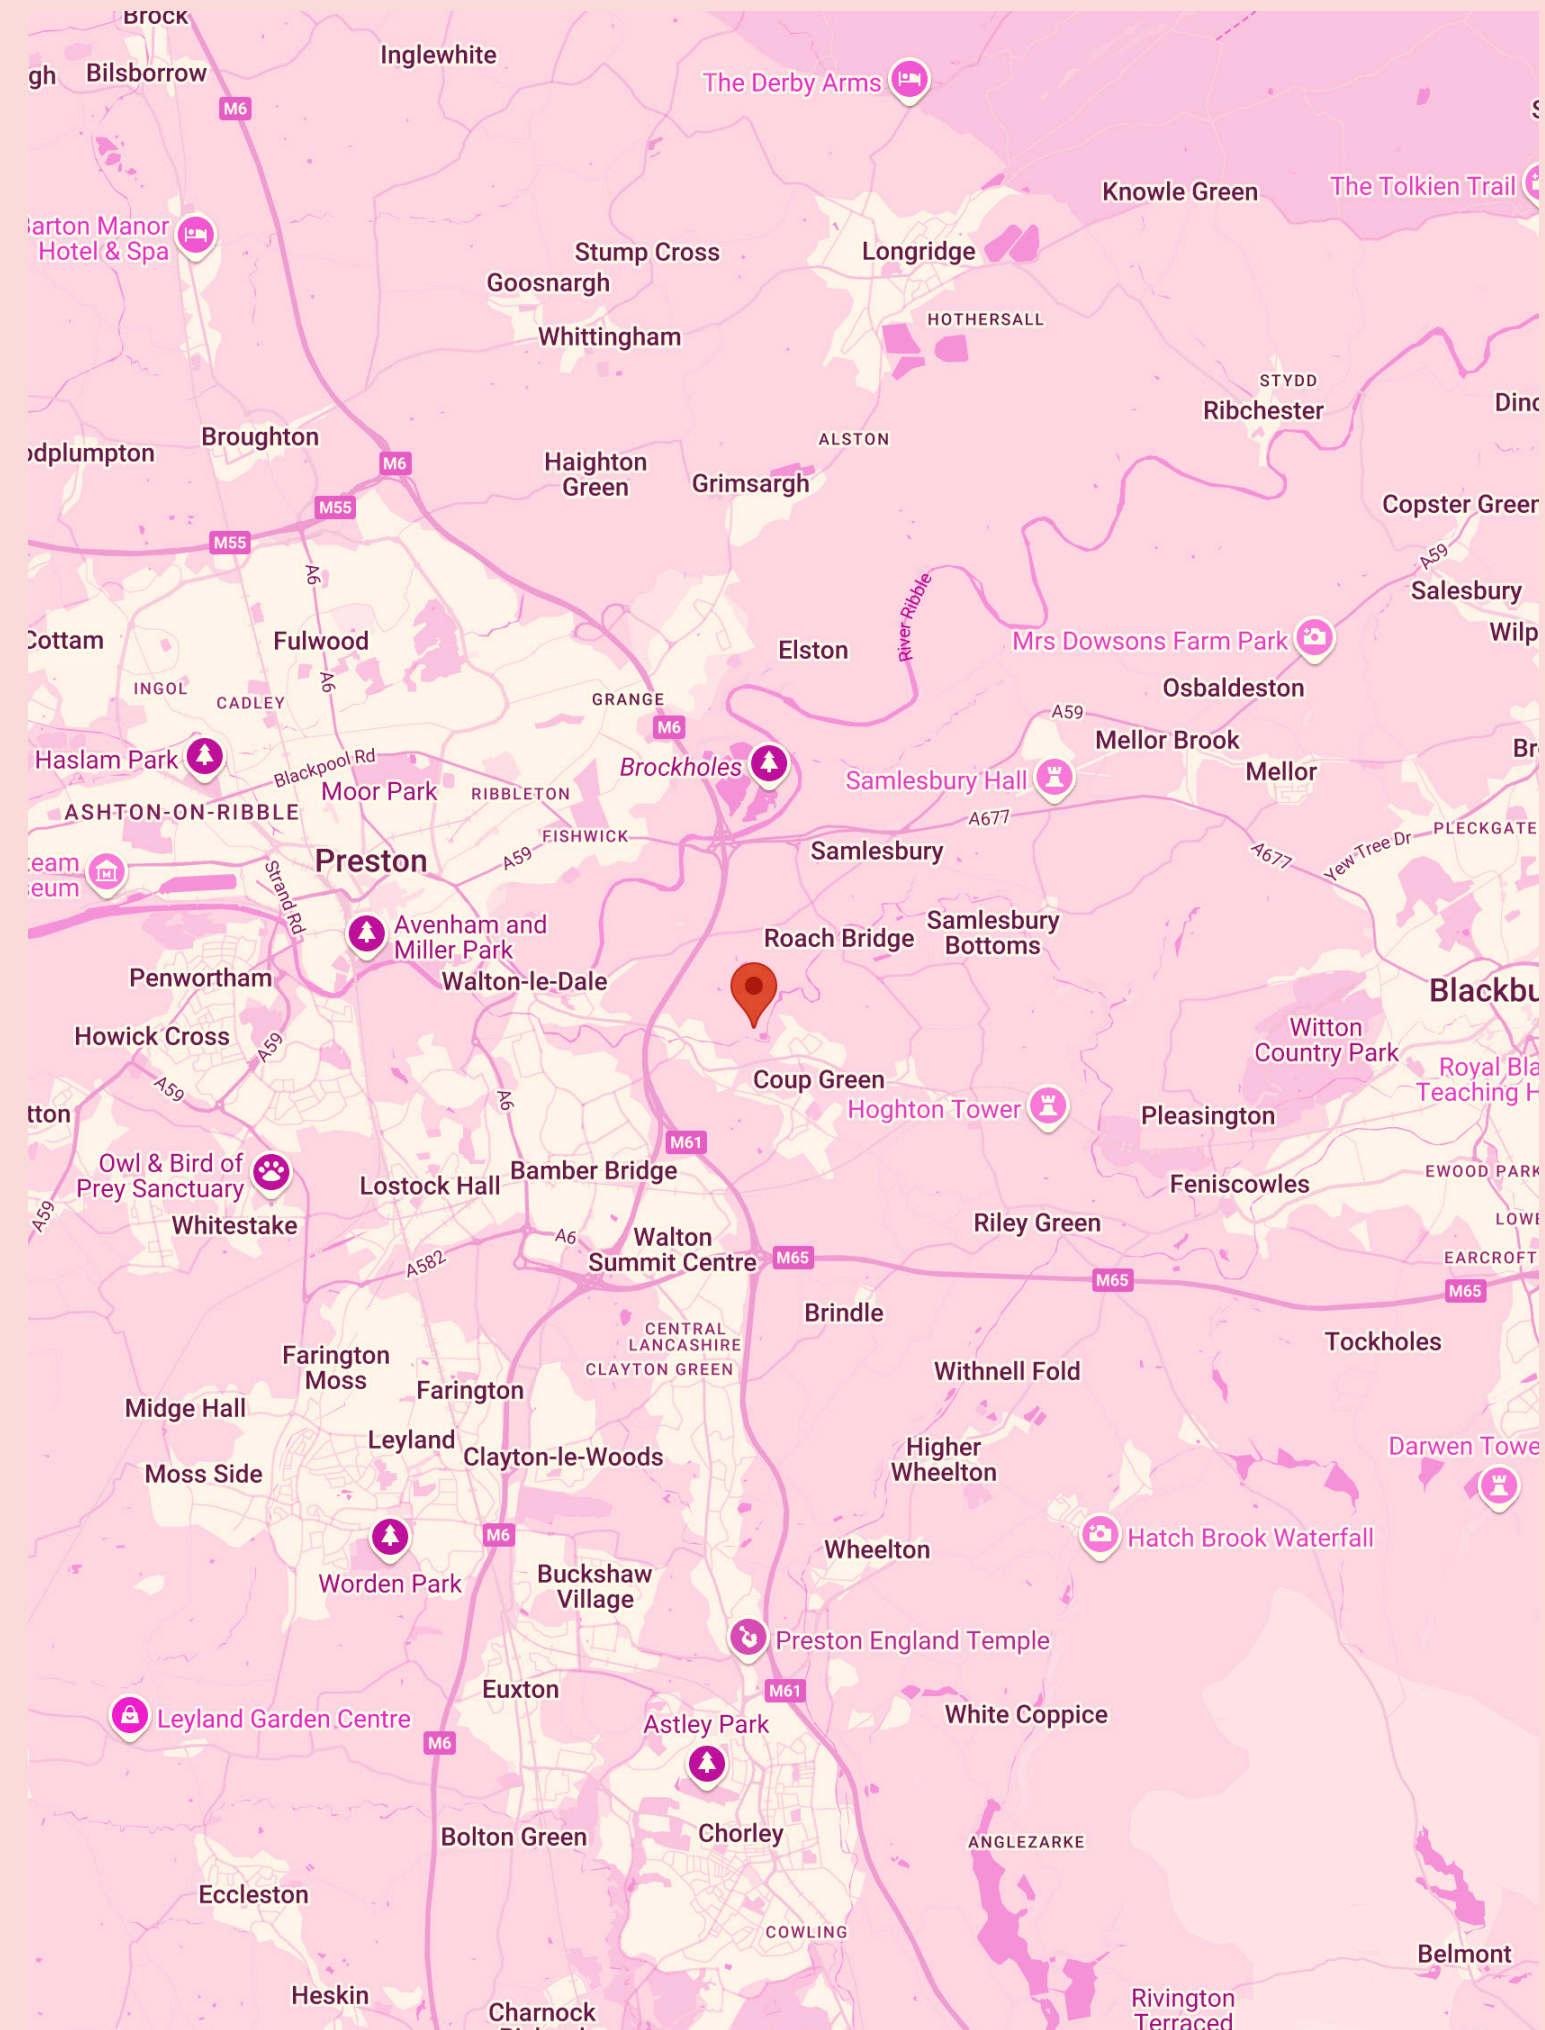 Brock
Inglewhite
gh
Bilsborrow
The Derby Arms
M6
Knowle Green
The Tolkien Trail
Barton Manor
Hotel & Spa
Stump Cross
Longridge
Goosnargh
HOTHERSALL
Whittingham
STYDD
Ribchester
Dinc
Broughton
ALSTON
odplumpton
M6
Haighton
Green
Grimsargh
M55
Copster Green
M55
A59
A6
River Ribble
Salesbury
Cottam
Fulwood
Elston
Mrs Dowsons Farm Park
Wilp
A6
INGOL
CADLEY
GRANGE
Osbaldeston
A59
M6
Mellor Brook
Br
Haslam Park
Blackpool Rd
Brockholes
Samlesbury Hall
Mellor
Moor Park
RIBBLETON
ASHTON-ON-RIBBLE
A677
PLECKGATE
FISHWICK
Yew Tree Dr
Preston
A59
Samlesbury
A677
team
seum
Strand Rd
Avenham and
Miller Park
Roach Bridge
Samlesbury
Bottoms
Penwortham
Walton-le-Dale
Blackbu
Howick Cross
A59
Witton
Country Park
A59
A6
Coup Green
Royal Bla
Teaching H
tton
Hoghton Tower
Pleasington
M61
Owl & Bird of
Prey Sanctuary
Bamber Bridge
EWOOD PARK
Lostock Hall
Feniscowles
A59
Whitestake
Riley Green
LOWE
A6
Walton
Summit Centre
A582
M65
EARCROFT
M65
M65
Brindle
CENTRAL
LANCASHIRE
Tockholes
Farington
Moss
CLAYTON GREEN
Withnell Fold
Farington
Midge Hall
Leyland
Clayton-le-Woods
Higher
Wheelton
Darwen Towe
Moss Side
M6
Hatch Brook Waterfall
Wheelton
Worden Park
Buckshaw
Village
Preston England Temple
Euxton
M61
Leyland Garden Centre
Astley Park
White Coppice
M6
Bolton Green
Chorley
ANGLEZARKE
Eccleston
COWLING
Belmont
Heskin
Charnock
Rivington
Terraced